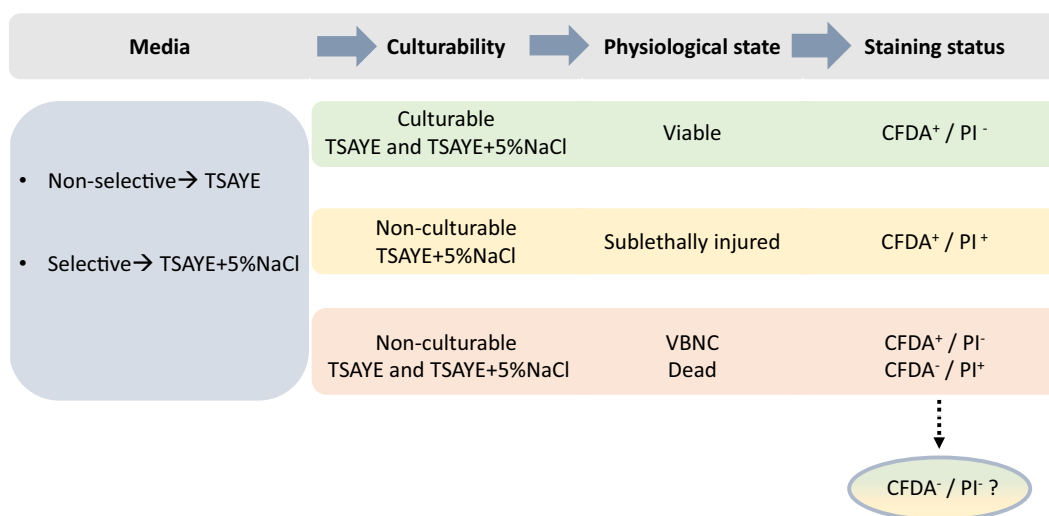 Media
Culturability
Physiological state
Staining status
• Non-selective→ TSAYE
• Selective→ TSAYE+5%NaCl
Culturable
TSAYE and TSAYE+5%NaCl
Viable
CFDA⁺ / PI ⁻
Non-culturable
TSAYE+5%NaCl
Sublethally injured
CFDA⁺ / PI ⁺
Non-culturable
TSAYE and TSAYE+5%NaCl
VBNC
Dead
CFDA⁺ / PI⁻
CFDA⁻ / PI⁺
CFDA⁻ / PI⁻ ?